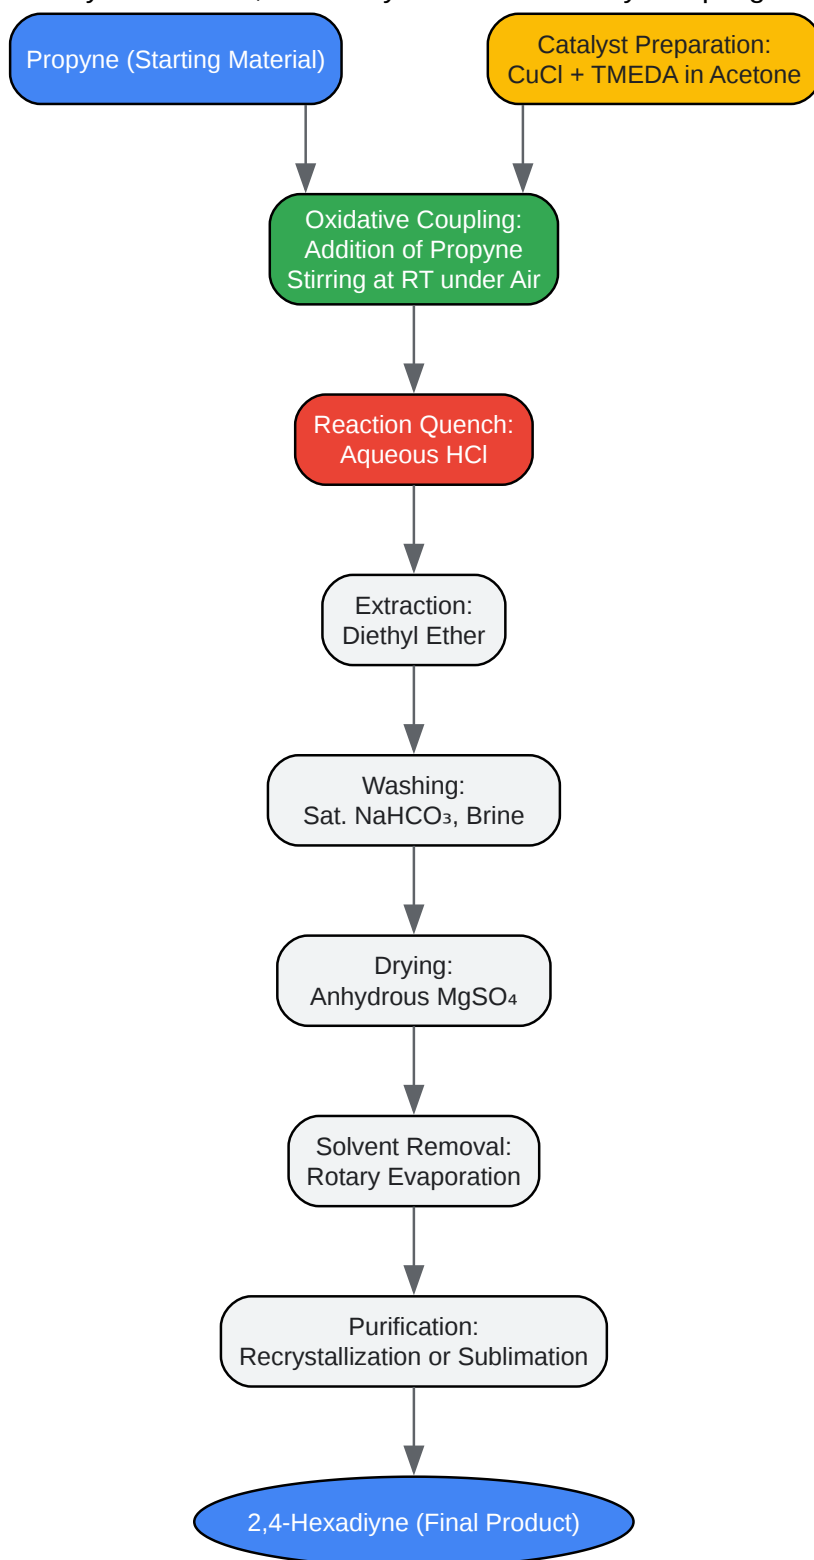 Propyne (Starting Material)
Catalyst Preparation:
CuCl + TMEDA in Acetone
Oxidative Coupling:
Addition of Propyne
Stirring at RT under Air
Reaction Quench:
Aqueous HCl
Extraction:
Diethyl Ether
Washing:
Sat. NaHCO₃, Brine
Drying:
Anhydrous MgSO₄
Solvent Removal:
Rotary Evaporation
Purification:
Recrystallization or Sublimation
2,4-Hexadiyne (Final Product)